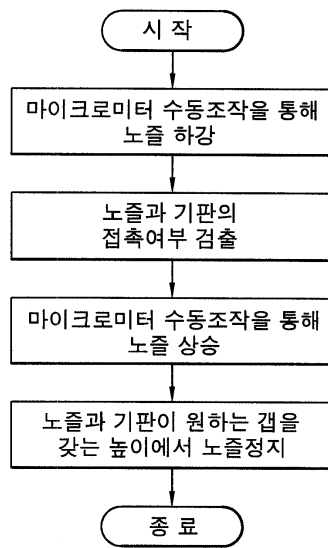 시 작
마이크로미터 수동조작을 통해
노즐 하강
노즐과 기판의
접촉여부 검출
마이크로미터 수동조작을 통해
노즐 상승
노즐과 기판이 원하는 갭을
갖는 높이에서 노즐정지
종 료